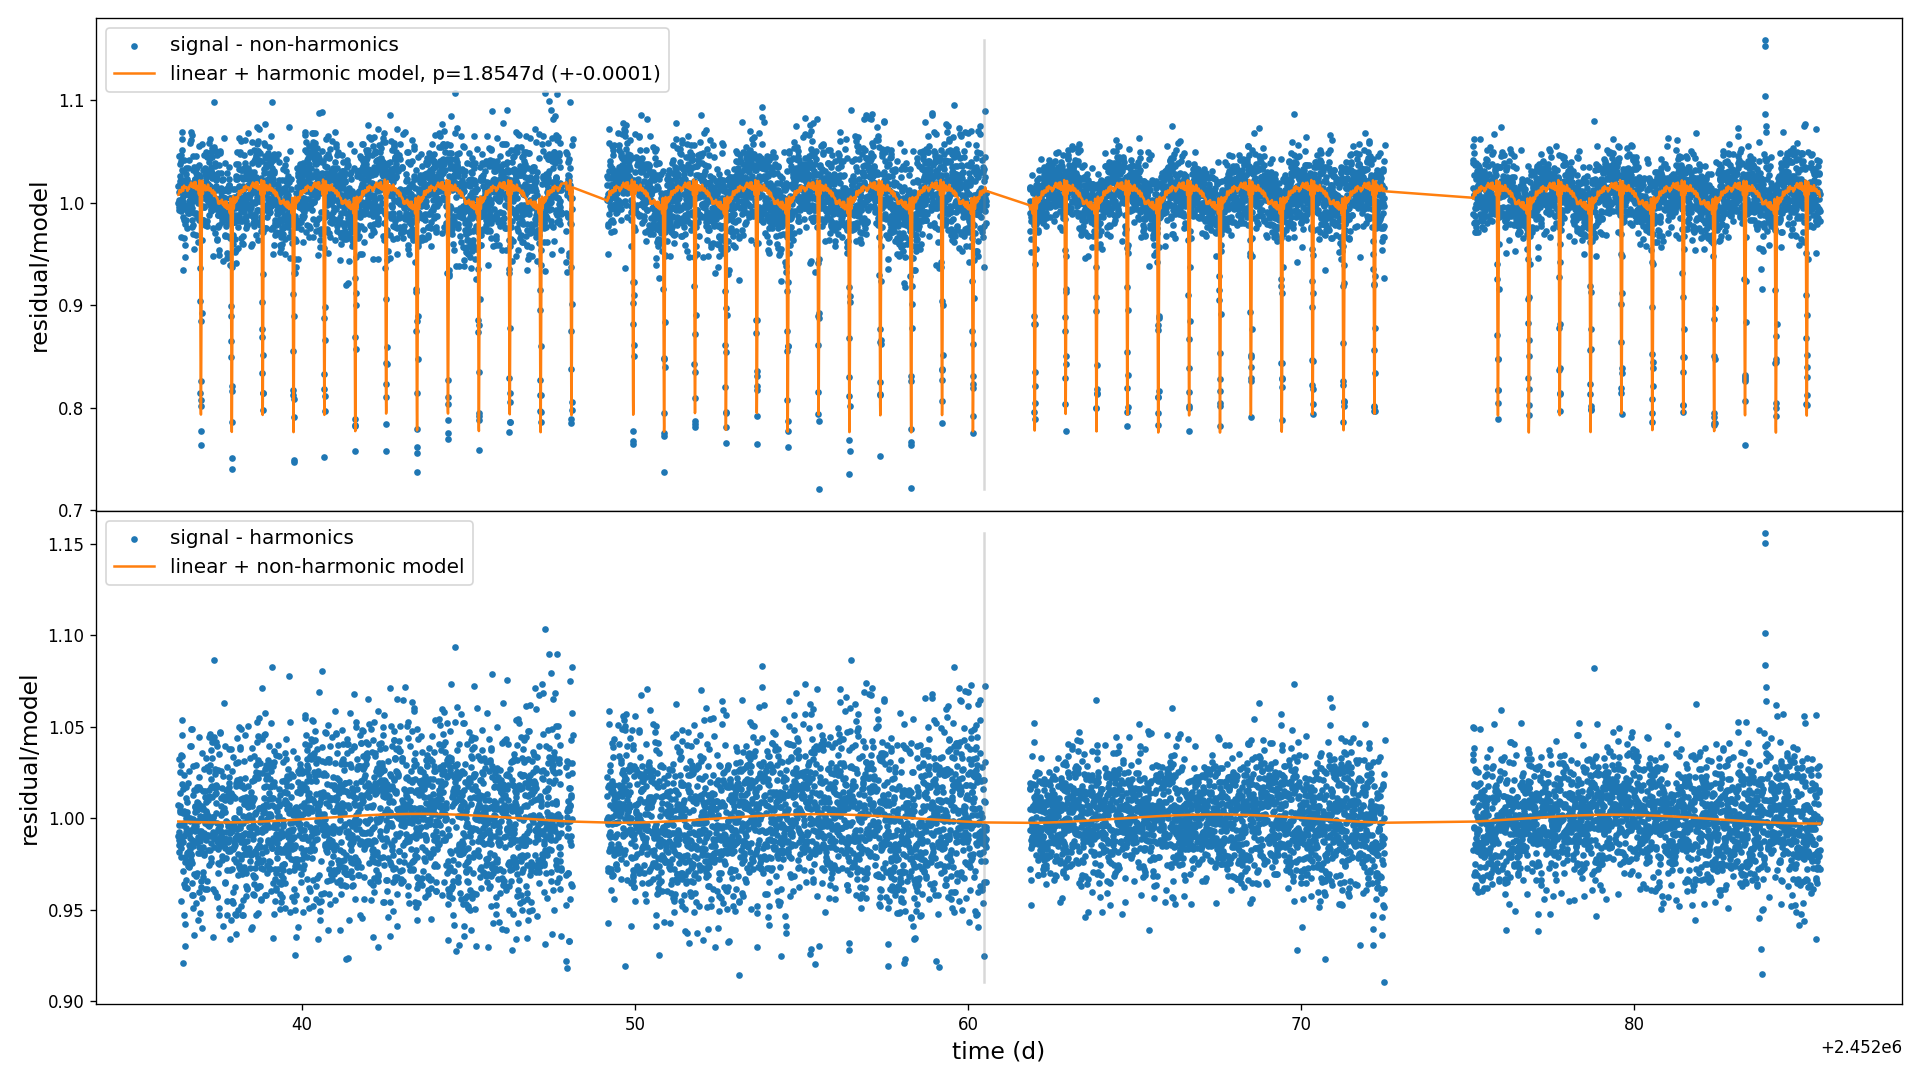 signal - non-harmonics
linear + harmonic model, p=1.8547d (+-0.0001)
1.1
1.0
0.9
0.8
0.7
residual/model
signal - harmonics
linear + non-harmonic model
1.15
1.10
1.05
1.00
0.95
0.90
residual/model
40 50 60 70 80
time (d)
+2.452e6